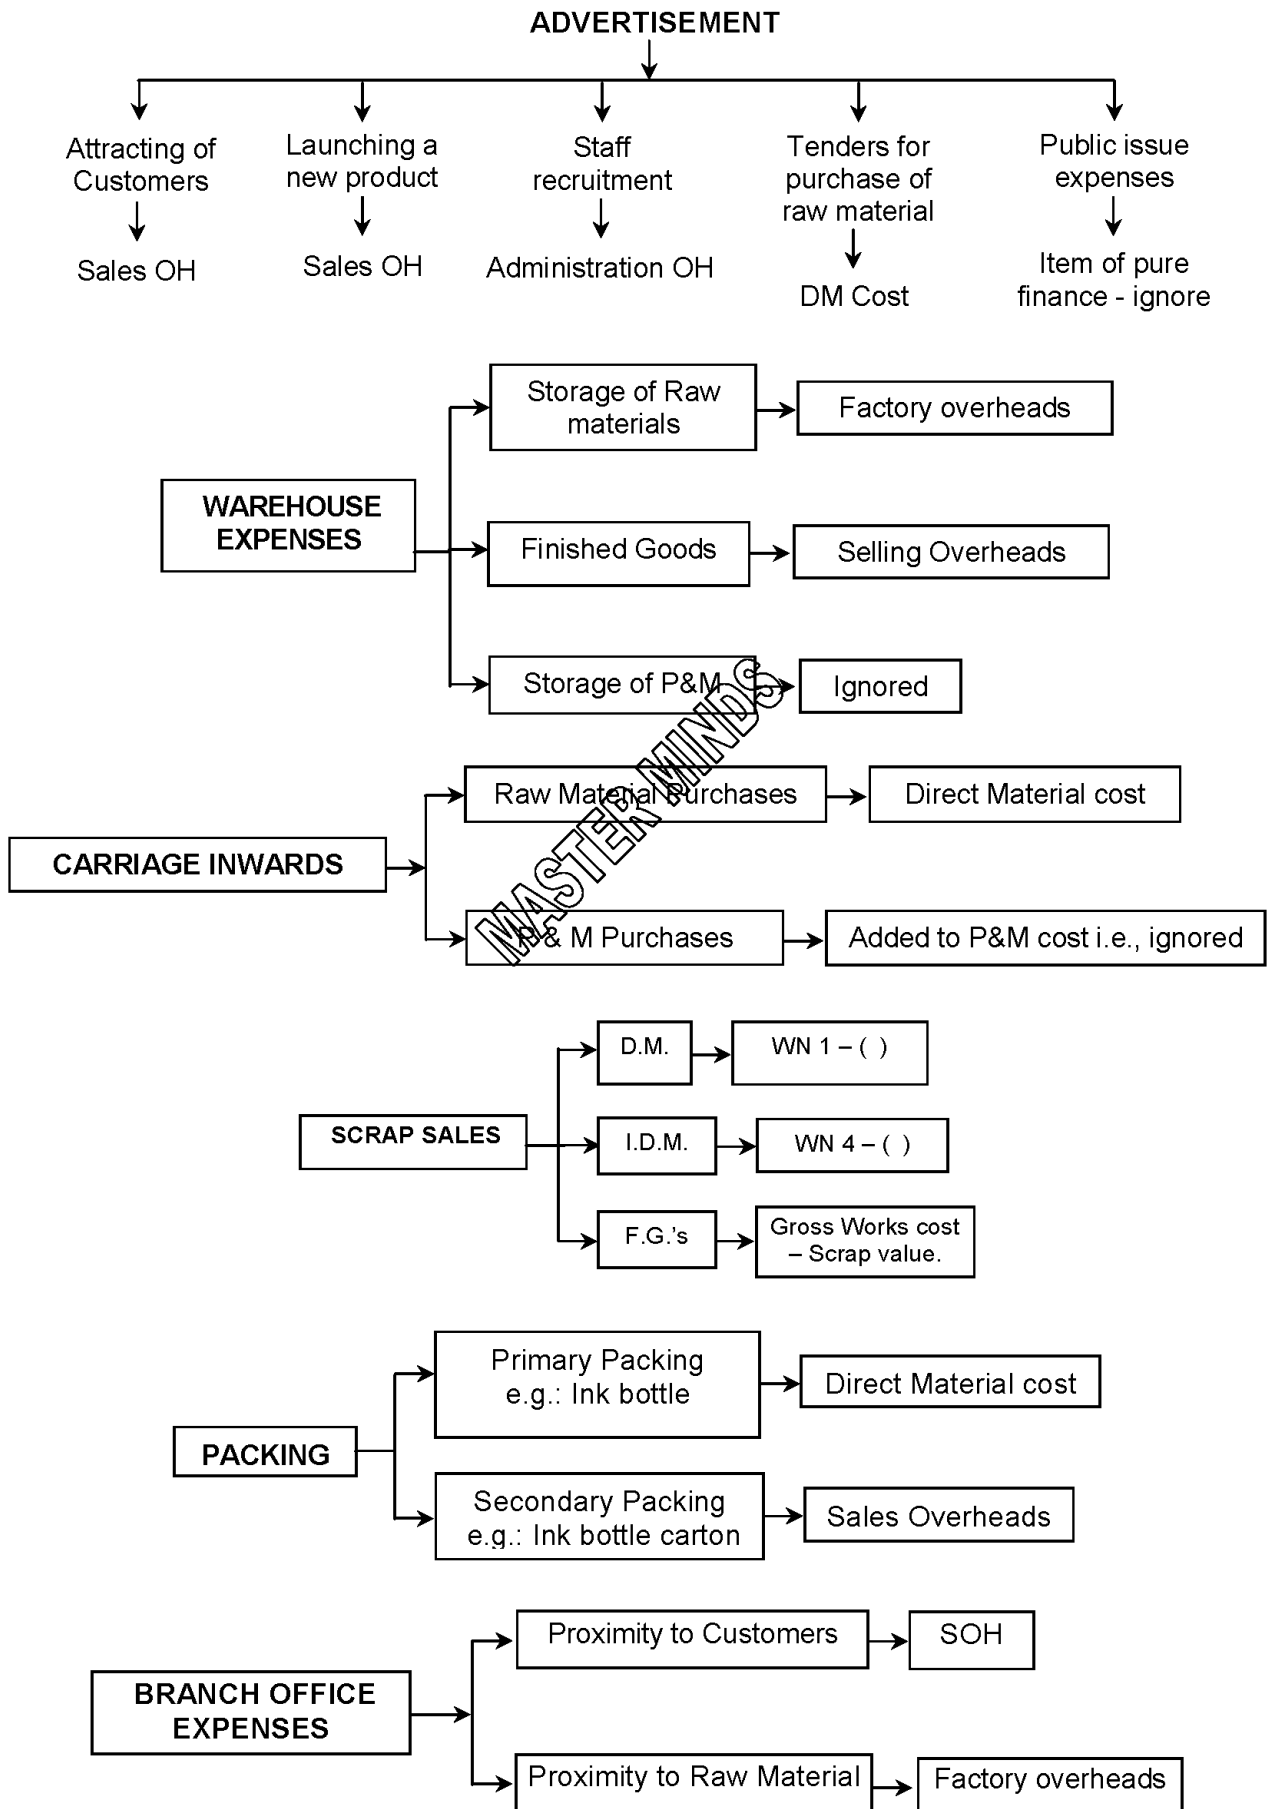 ADVERTISEMENT
Attracting of
Customers
Launching a
new product
Staff
recruitment
Tenders for
purchase of
raw material
Public issue
expenses
Sales OH
Sales OH
Administration OH
DM Cost
Item of pure
finance - ignore
WAREHOUSE
EXPENSES
Storage of Raw
materials
Factory overheads
Finished Goods
Selling Overheads
Storage of P&M
Ignored
MASTER MINDS
CARRIAGE INWARDS
Raw Material Purchases
Direct Material cost
P & M Purchases
Added to P&M cost i.e., ignored
SCRAP SALES
D.M.
WN 1 – ( )
I.D.M.
WN 4 – ( )
F.G.'s
Gross Works cost
– Scrap value.
PACKING
Primary Packing
e.g.: Ink bottle
Direct Material cost
Secondary Packing
e.g.: Ink bottle carton
Sales Overheads
BRANCH OFFICE
EXPENSES
Proximity to Customers
SOH
Proximity to Raw Material
Factory overheads